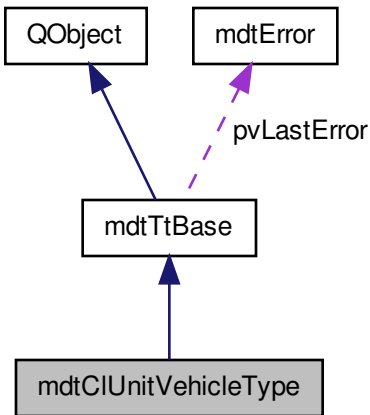 QObject
mdtError
pvLastError
mdtTtBase
mdtClUnitVehicleType